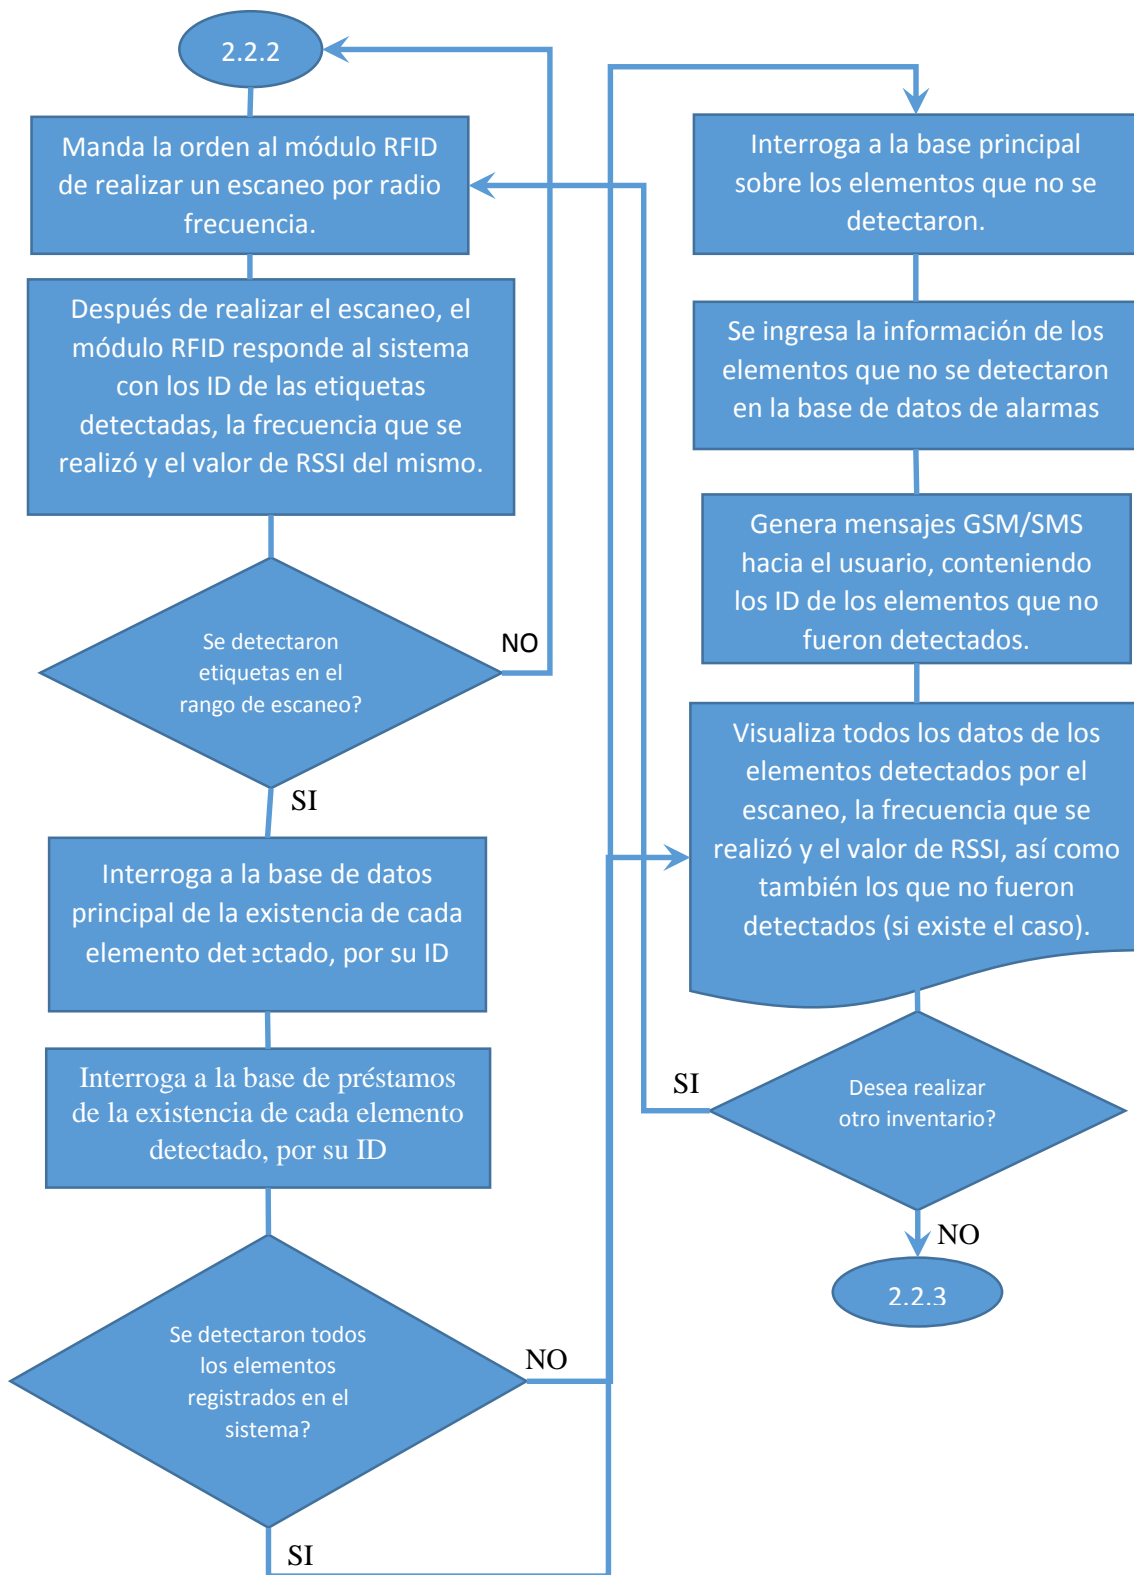 2.2.2
Manda la orden al módulo RFID
de realizar un escaneo por radio
frecuencia.
Después de realizar el escaneo, el
módulo RFID responde al sistema
con los ID de las etiquetas
detectadas, la frecuencia que se
realizó y el valor de RSSI del mismo.
Se detectaron
etiquetas en el
rango de escaneo?
NO
SI
Interroga a la base de datos
principal de la existencia de cada
elemento detectado, por su ID
Interroga a la base de préstamos
de la existencia de cada elemento
detectado, por su ID
Se detectaron todos
los elementos
registrados en el
sistema?
NO
SI
Interroga a la base principal
sobre los elementos que no se
detectaron.
Se ingresa la información de los
elementos que no se detectaron
en la base de datos de alarmas
Genera mensajes GSM/SMS
hacia el usuario, conteniendo
los ID de los elementos que no
fueron detectados.
Visualiza todos los datos de los
elementos detectados por el
escaneo, la frecuencia que se
realizó y el valor de RSSI, así como
también los que no fueron
detectados (si existe el caso).
Desea realizar
otro inventario?
SI
NO
2.2.3